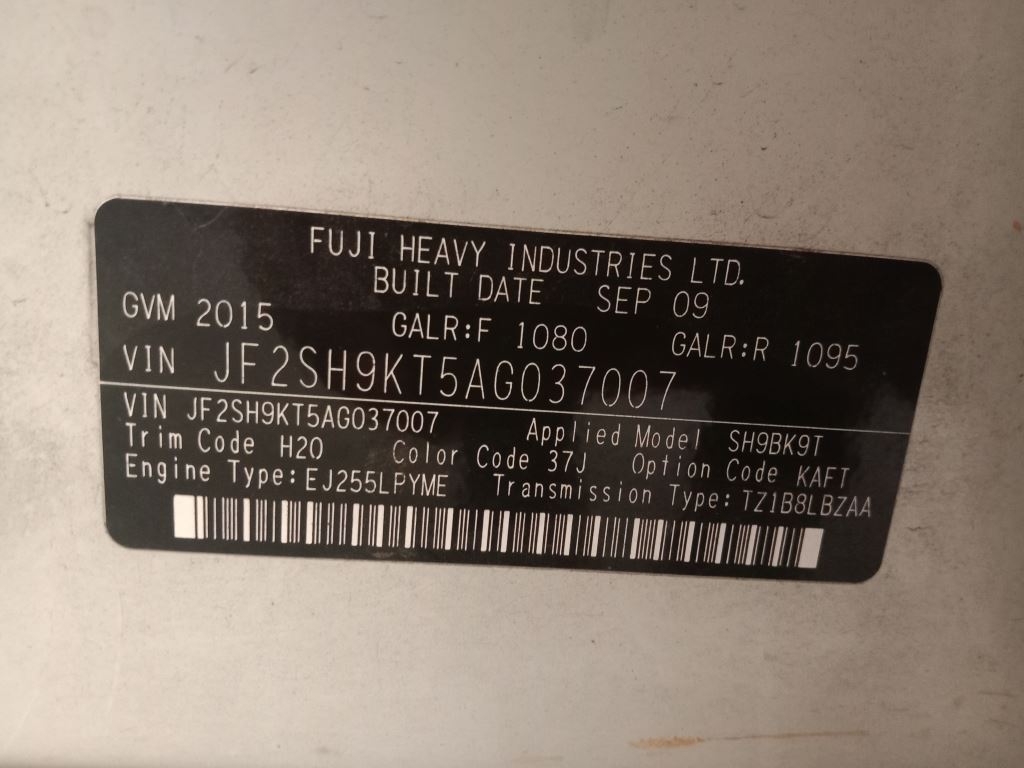 FUJI HEAVY INDUSTRIES LTD.
BUILT DATE SEP 09
GVM 2015 GALR:F 1080 GALR:R 1095
VIN JF2SH9KT5AG037007
VIN JF2SH9KT5AG037007 Applied Model SH9BK9T
Trim Code H20 Color Code 37J Option Code KAFT
Engine Type:EJ255LPYME Transmission Type:TZ1B8LBZAA